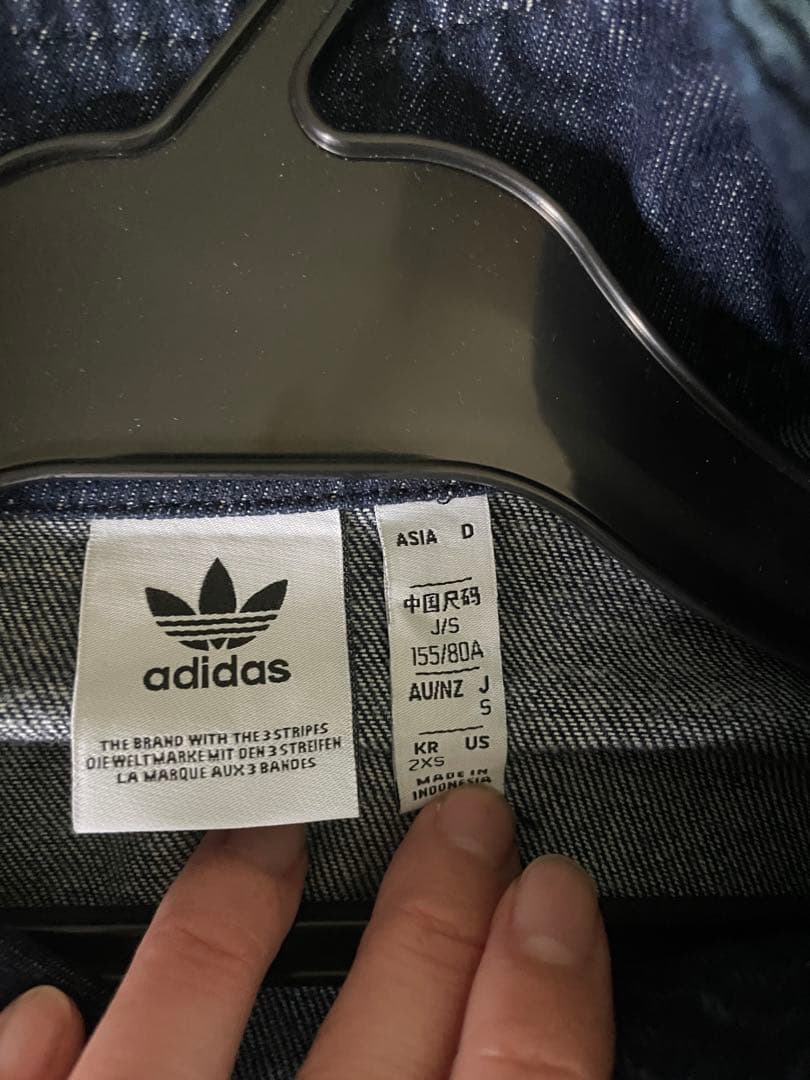 adidas
THE BRAND WITH THE 3 STRIPES
DIE WELTMARKE MIT DEN 3 STREIFEN
LA MARQUE AUX 3 BANDES
ASIA D
中国尺码
J/S
155/80A
AU/NZ J
S
KR US
2XS
MADE IN
INDONESIA